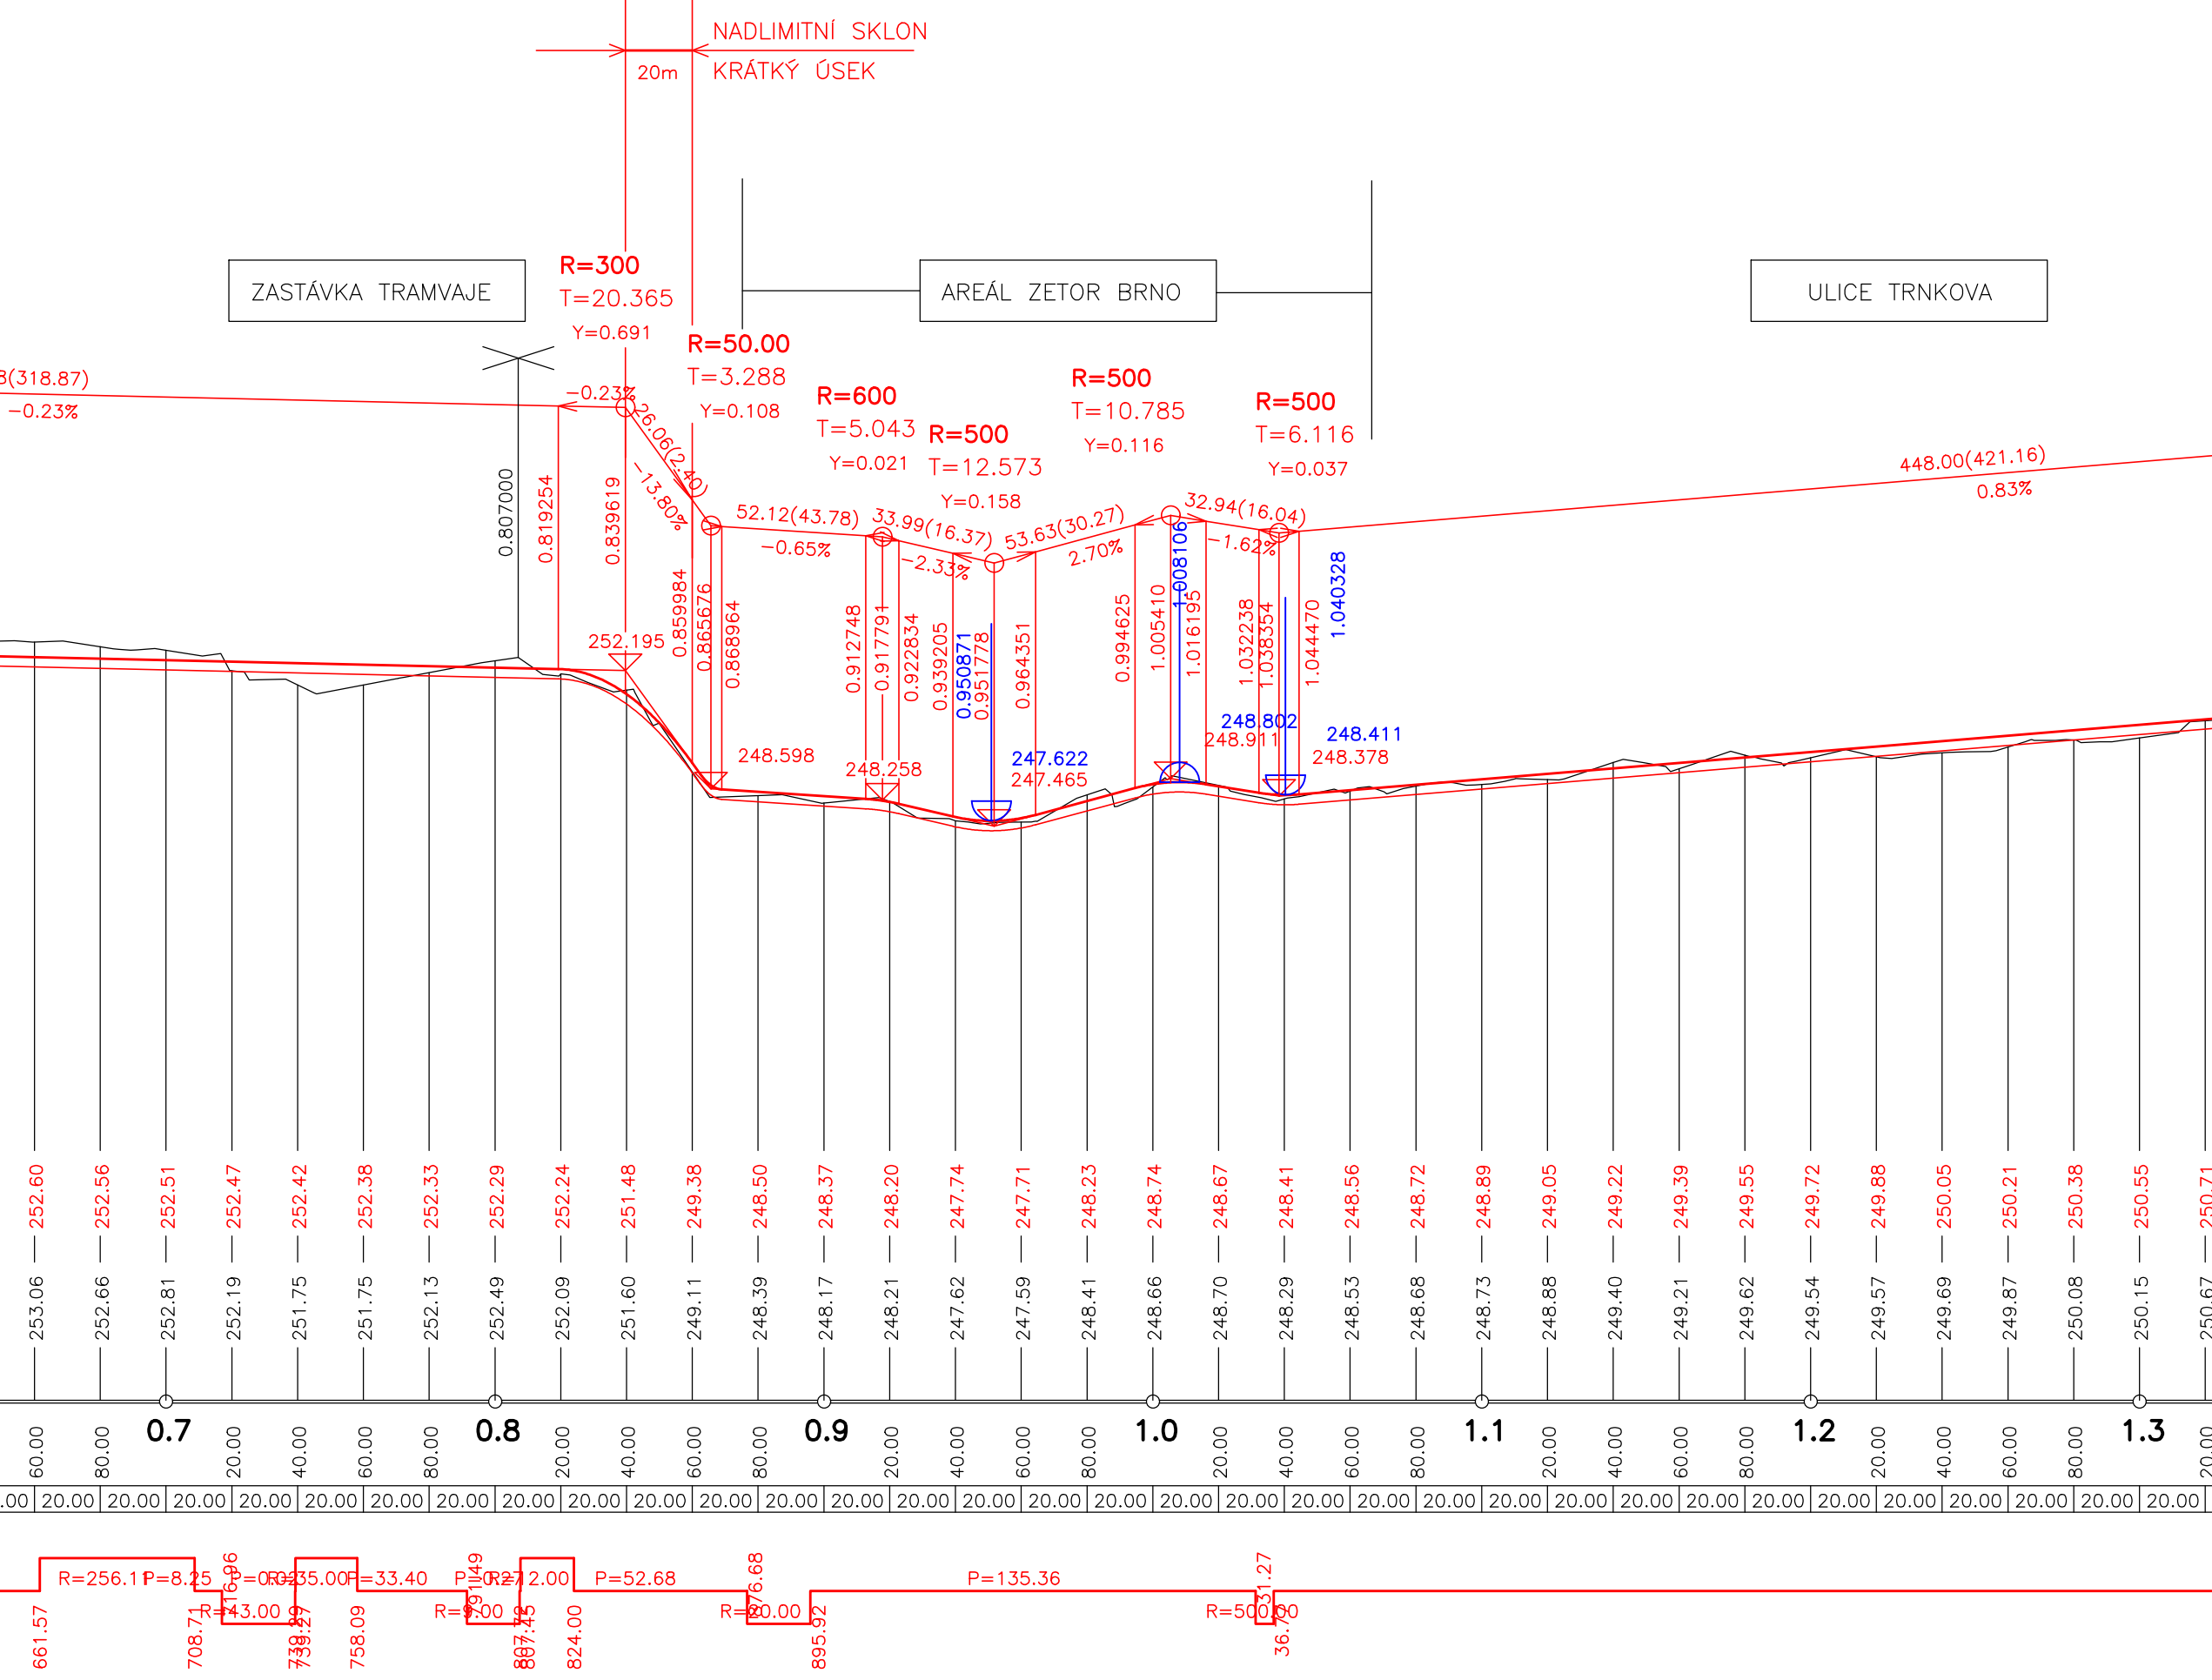 NADLIMITNÍ SKLON
20m
KRÁTKÝ ÚSEK
ZASTÁVKA TRAMVAJE
AREÁL ZETOR BRNO
ULICE TRNKOVA
R=300
T=20.365
Y=0.691
R=50.00
T=3.288
Y=0.108
R=600
T=5.043
Y=0.021
R=500
T=12.573
Y=0.158
R=500
T=10.785
Y=0.116
R=500
T=6.116
Y=0.037
(318.87)
-0.23%
-0.23%
26.06(2.40)
-13.80%
52.12(43.78)
-0.65%
33.99(16.37)
-2.33%
53.63(30.27)
2.70%
32.94(16.04)
-1.62%
448.00(421.16)
0.83%
0.807000
0.819254
0.839619
0.859984
0.865676
0.868964
0.912748
0.917791
0.922834
0.939205
0.950871
0.951778
0.964351
0.994625
1.005410
1.008106
1.016195
1.032238
1.038354
1.044470
1.040328
252.195
248.598
248.258
247.622
247.465
248.802
248.911
248.411
248.378
252.60 252.56 252.51 252.47 252.42 252.38 252.33 252.29 252.24 251.48 249.38 248.50 248.37 248.20 247.74 247.71 248.23 248.74 248.67 248.41 248.56 248.72 248.89 249.05 249.22 249.39 249.55 249.72 249.88 250.05 250.21 250.38 250.55 250.71
253.06 252.66 252.81 252.19 251.75 251.75 252.13 252.49 252.09 251.60 249.11 248.39 248.17 248.21 247.62 247.59 248.41 248.66 248.70 248.29 248.53 248.68 248.73 248.88 249.40 249.21 249.62 249.54 249.57 249.69 249.87 250.08 250.15 250.67
60.00 80.00 0.7 20.00 40.00 60.00 80.00 0.8 20.00 40.00 60.00 80.00 0.9 20.00 40.00 60.00 80.00 1.0 20.00 40.00 60.00 80.00 1.1 20.00 40.00 60.00 80.00 1.2 20.00 40.00 60.00 80.00 1.3 20.00
.00 20.00 20.00 20.00 20.00 20.00 20.00 20.00 20.00 20.00 20.00 20.00 20.00 20.00 20.00 20.00 20.00 20.00 20.00 20.00 20.00 20.00 20.00 20.00 20.00 20.00 20.00 20.00 20.00 20.00 20.00 20.00 20.00 20.00
R=256.11 P=8.25 R=35.00 P=33.40 R=12.00 P=52.68 P=135.36
R=43.00 R=500.00
661.57 708.71 716.96 739.27 758.09 791.49 807.45 824.00 895.92